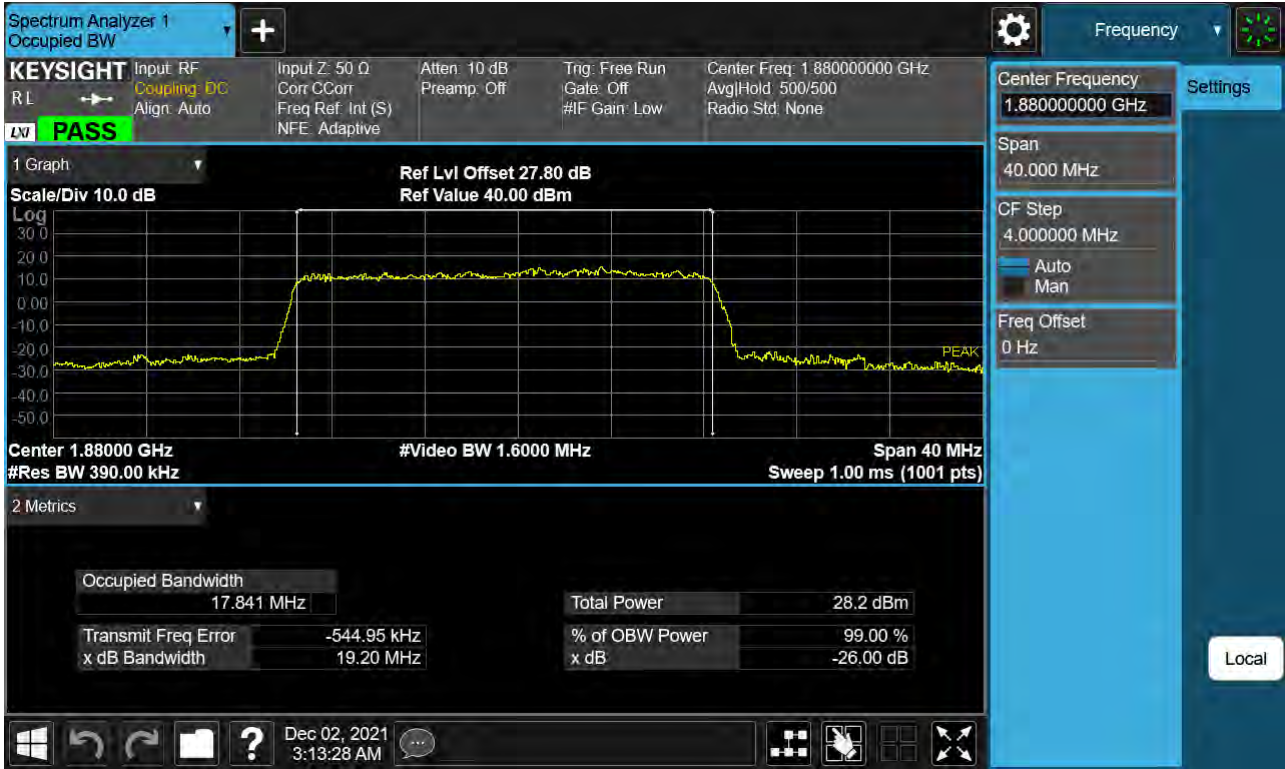 Spectrum Analyzer 1
Occupied BW
+
Frequency
KEYSIGHT
RL
LXI
PASS
Input: RF
Coupling: DC
Align: Auto
Input Z: 50 Ω
Corr CCorr
Freq Ref: Int (S)
NFE: Adaptive
Atten: 10 dB
Preamp: Off
Trig: Free Run
Gate: Off
#IF Gain: Low
Center Freq: 1.880000000 GHz
Avg|Hold: 500/500
Radio Std: None
Center Frequency
1.880000000 GHz
Settings
Span
40.000 MHz
CF Step
4.000000 MHz
Auto
Man
Freq Offset
0 Hz
Local
1 Graph
Scale/Div 10.0 dB
Ref Lvl Offset 27.80 dB
Ref Value 40.00 dBm
Log
30.0
20.0
10.0
0.00
-10.0
-20.0
-30.0
-40.0
-50.0
PEAK
Center 1.88000 GHz
#Video BW 1.6000 MHz
Span 40 MHz
#Res BW 390.00 kHz
Sweep 1.00 ms (1001 pts)
2 Metrics
Occupied Bandwidth
17.841 MHz
Transmit Freq Error -544.95 kHz
x dB Bandwidth 19.20 MHz
Total Power 28.2 dBm
% of OBW Power 99.00 %
x dB -26.00 dB
?
Dec 02, 2021
3:13:28 AM